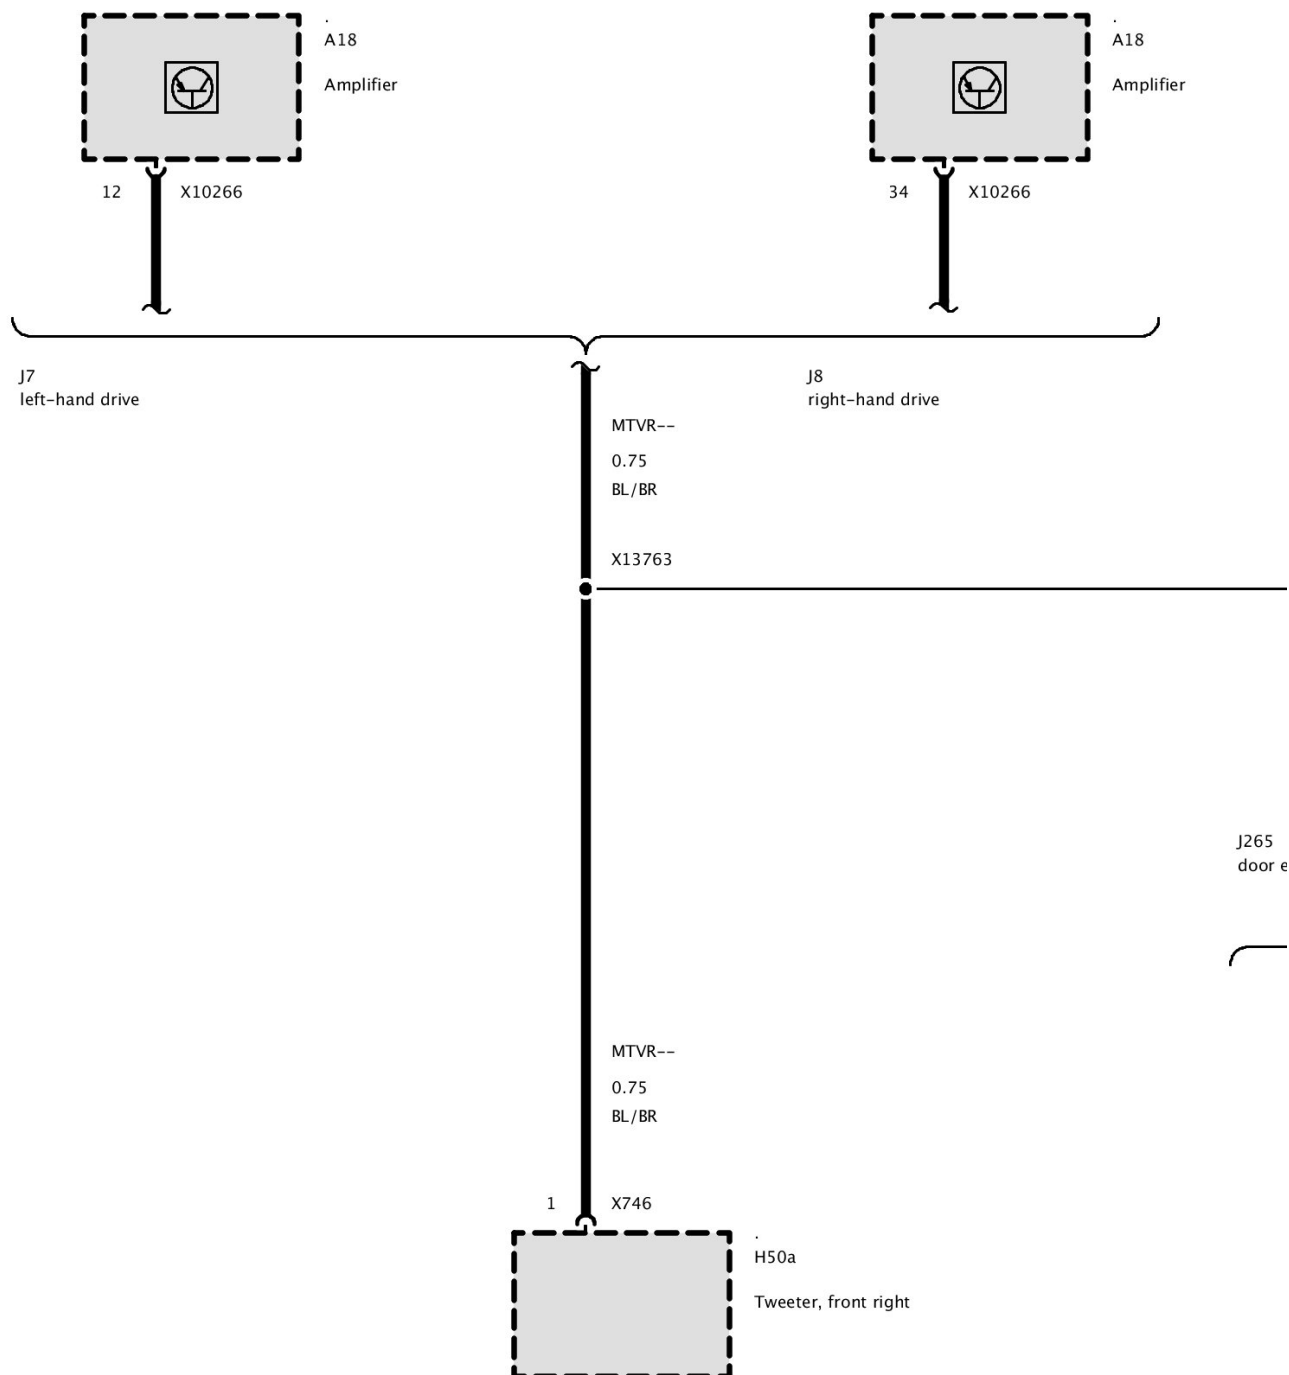 .
A18
Amplifier
12
X10266
.
A18
Amplifier
34
X10266
J7
left-hand drive
J8
right-hand drive
MTVR--
0.75
BL/BR
X13763
J265
door
MTVR--
0.75
BL/BR
1
X746
.
H50a
Tweeter, front right